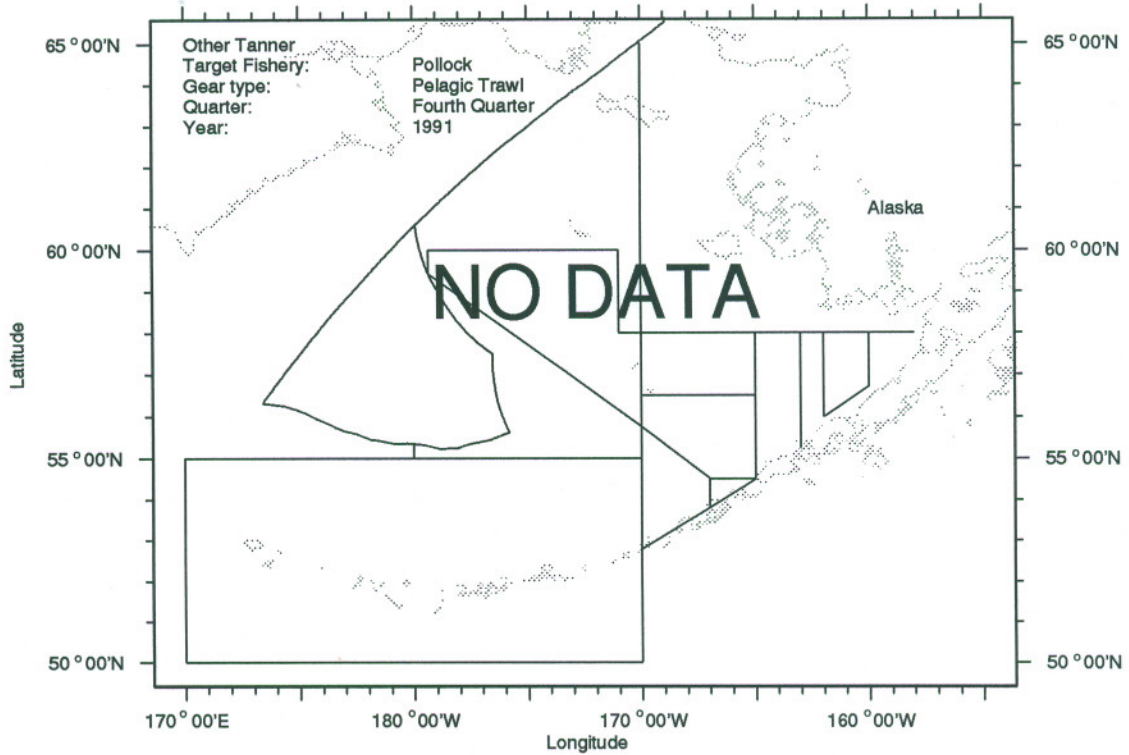 65°00'N
65°00'N
Other Tanner
Target Fishery: Pollock
Gear type: Pelagic Trawl
Quarter: Fourth Quarter
Year: 1991
Alaska
60°00'N
60°00'N
NO DATA
Latitude
55°00'N
55°00'N
50°00'N
50°00'N
170°00'E
180°00'W
170°00'W
160°00'W
Longitude